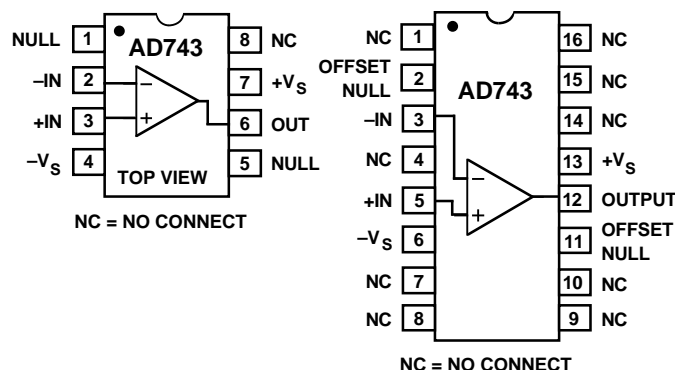 NULL 1 AD743 8 NC
–IN 2 7 +VS
+IN 3 6 OUT
–VS 4 TOP VIEW 5 NULL
NC = NO CONNECT
NC 1 16 NC
OFFSET NULL 2 AD743 15 NC
–IN 3 14 NC
NC 4 13 +VS
+IN 5 12 OUTPUT
–VS 6 11 OFFSET NULL
NC 7 10 NC
NC 8 9 NC
NC = NO CONNECT